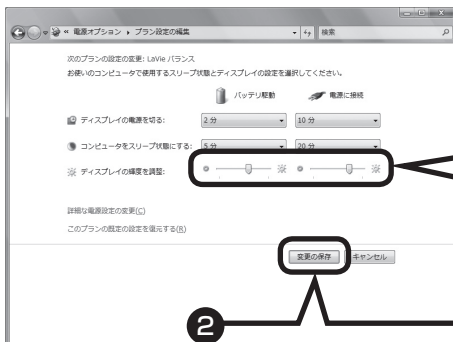 « 電源オプション ▸ プラン設定の編集
検索
次のプランの設定の変更: LaVie バランス
お使いのコンピュータで使用するスリープ状態とディスプレイの設定を選択してください。
バッテリ駆動 電源に接続
ディスプレイの電源を切る: 2 分 10 分
コンピュータをスリープ状態にする: 5 分 20 分
ディスプレイの輝度を調整:
詳細な電源設定の変更(C)
このプランの既定の設定を復元する(R)
変更の保存 キャンセル
2